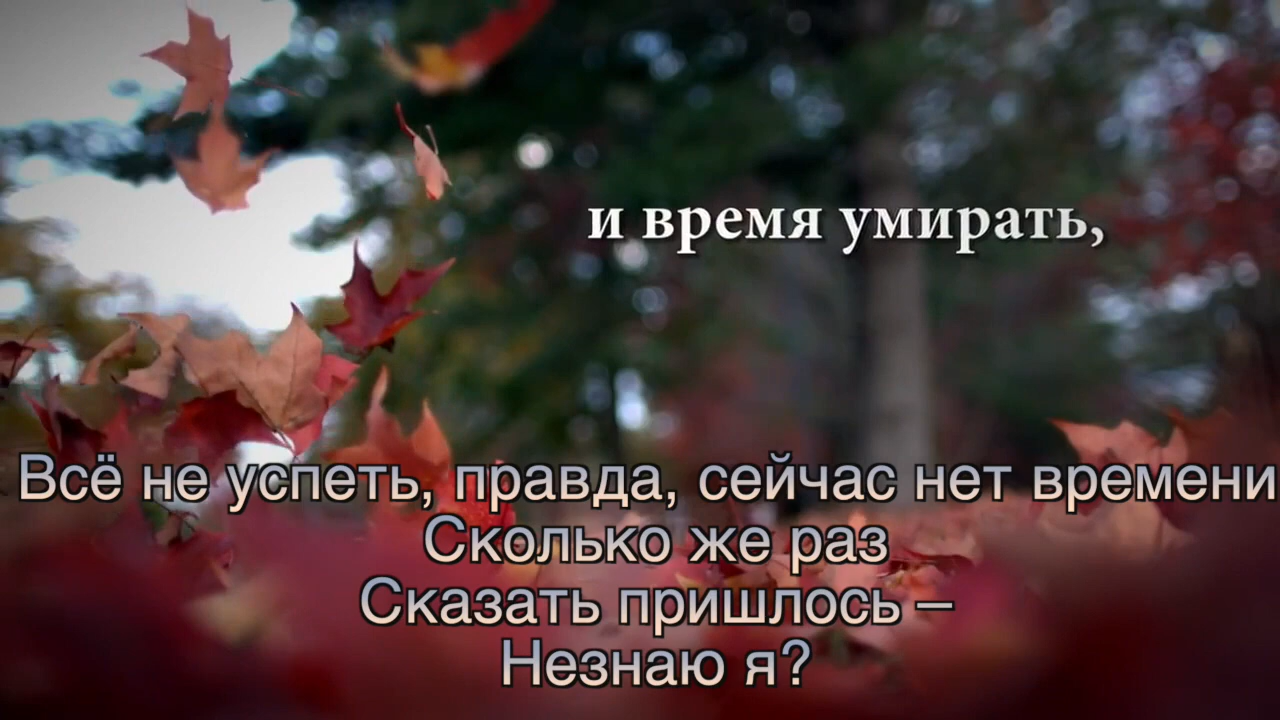 и время умирать,
Всё не успеть, правда, сейчас нет времени
Сколько же раз
Сказать пришлось –
Незнаю я?